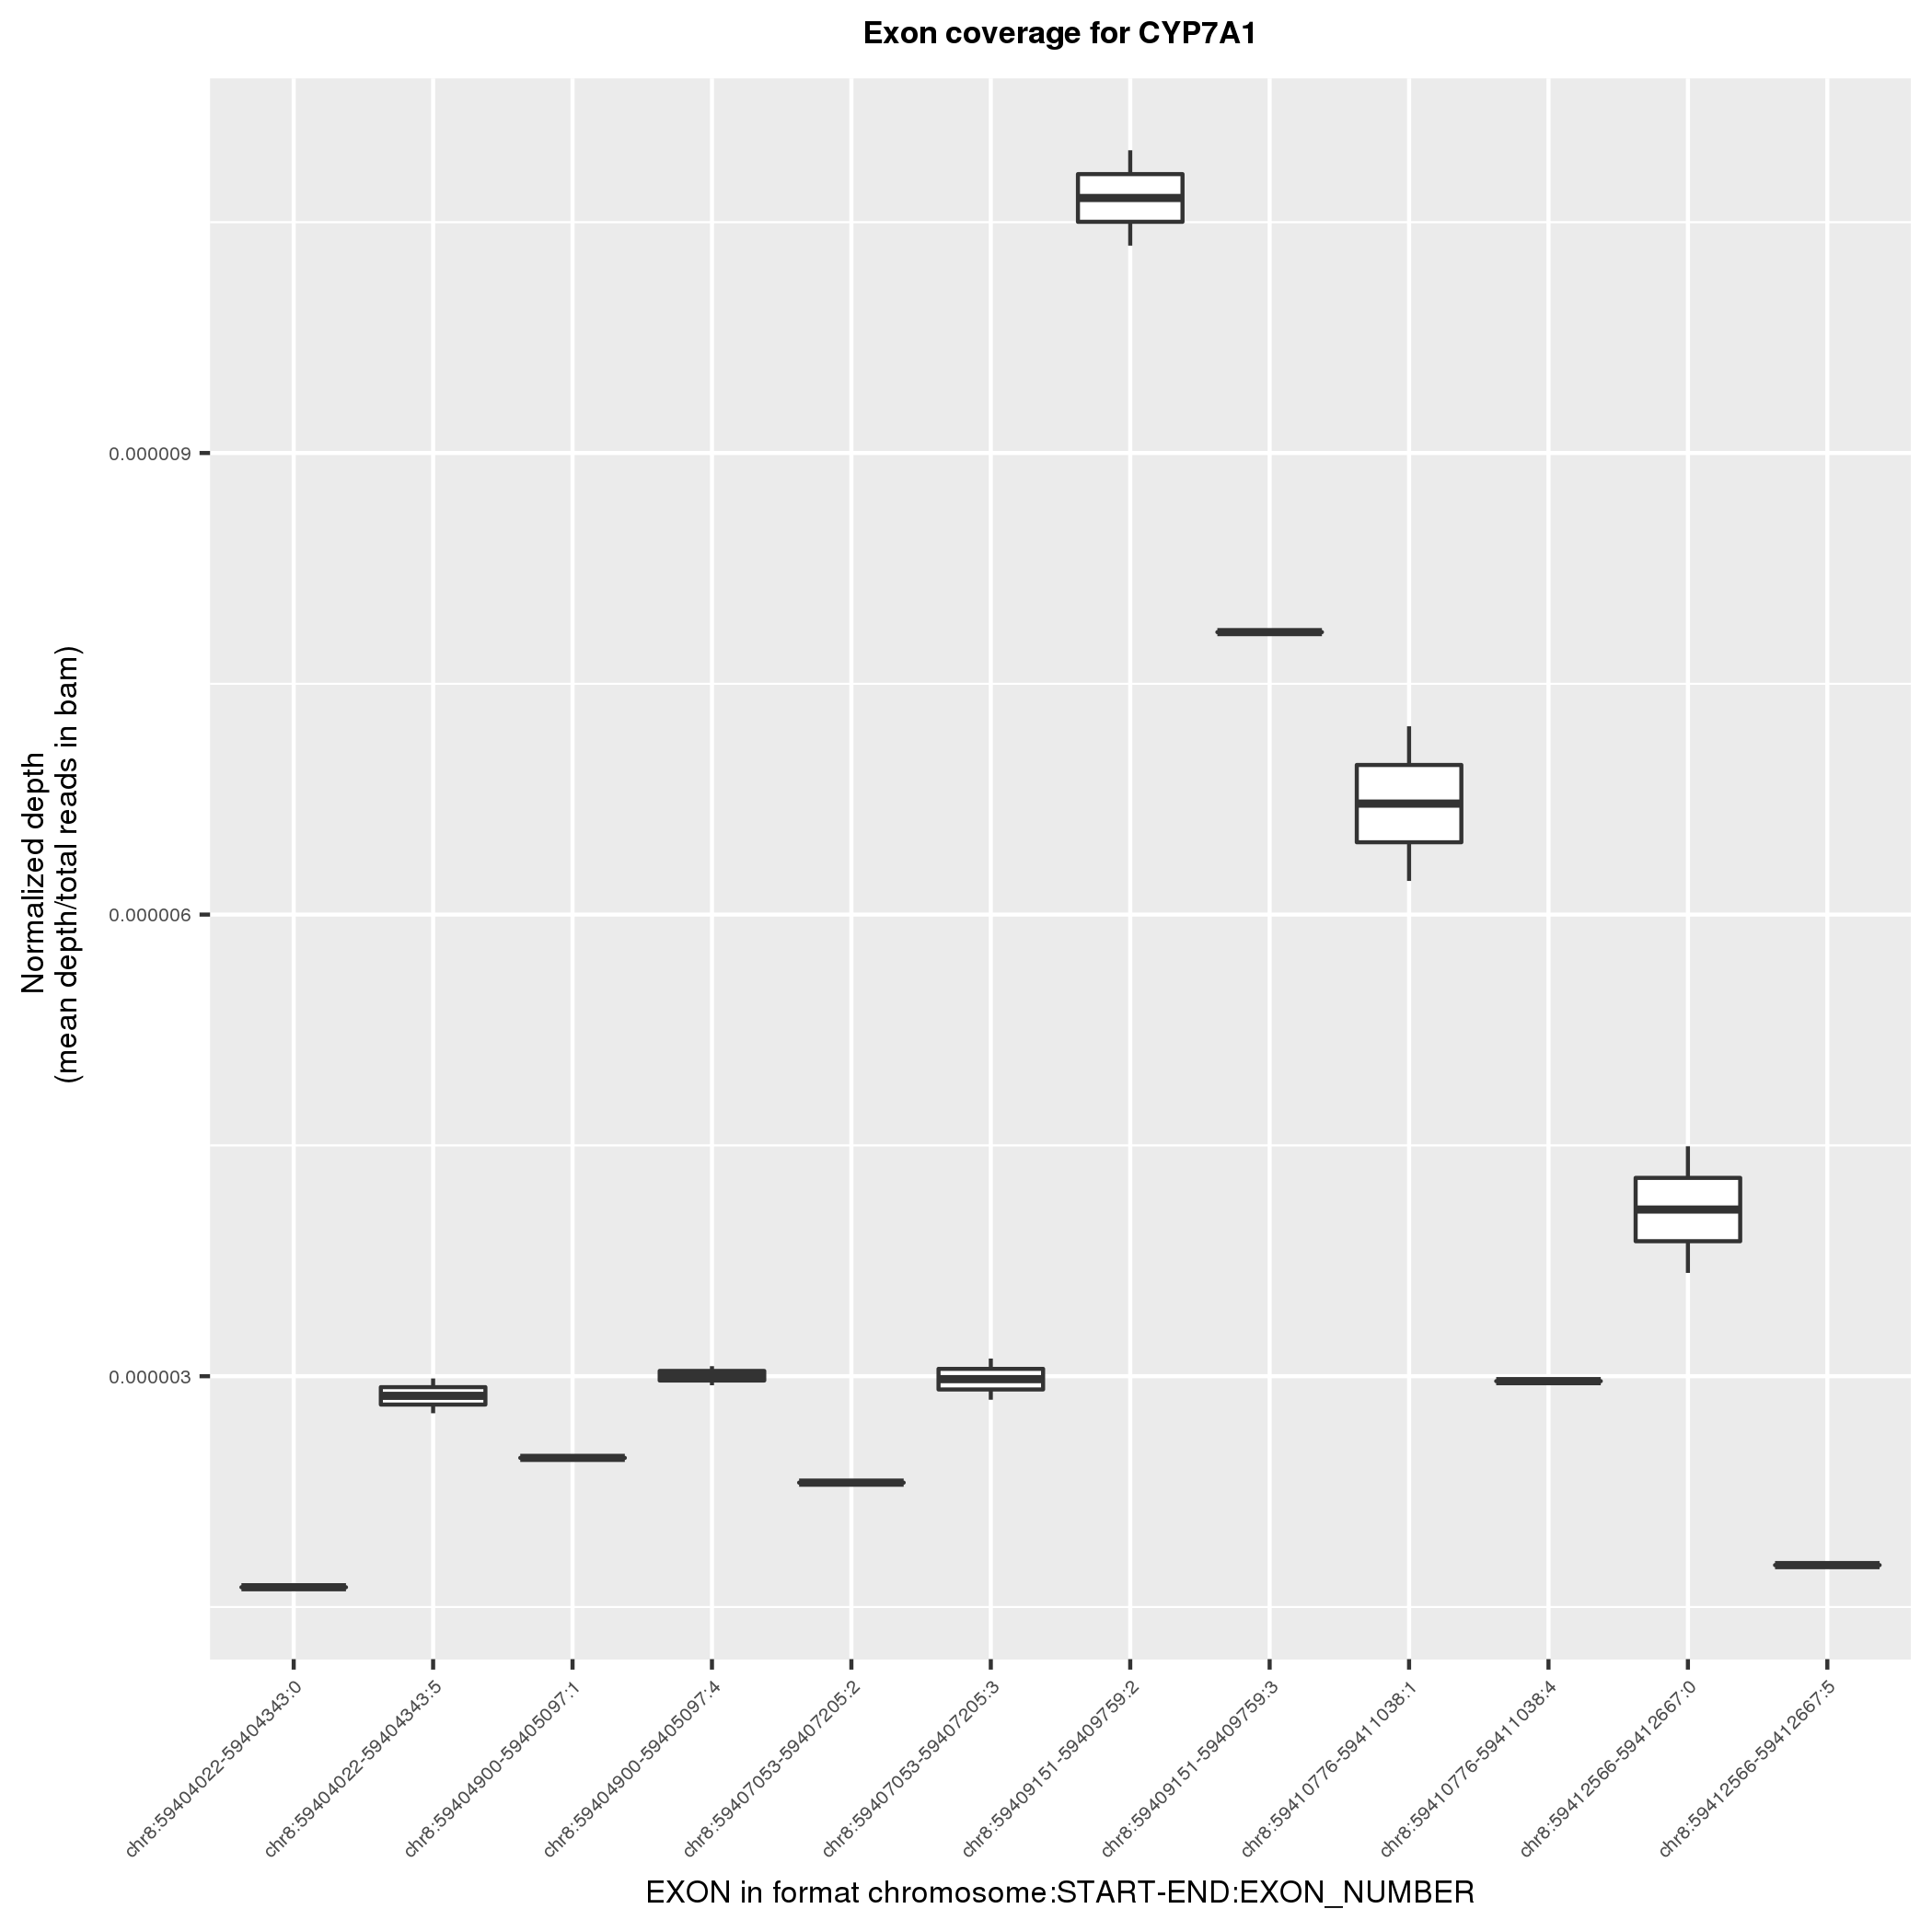 Exon coverage for CYP7A1
Normalized depth
(mean depth/total reads in bam)
0.000009
0.000006
0.000003
chr8:59404022-59404343:0
chr8:59404022-59404343:5
chr8:59404900-59405097:1
chr8:59404900-59405097:4
chr8:59407053-59407205:2
chr8:59407053-59407205:3
chr8:59409151-59409759:2
chr8:59409151-59409759:3
chr8:59410776-59411038:1
chr8:59410776-59411038:4
chr8:59412566-59412667:0
chr8:59412566-59412667:5
EXON in format chromosome:START-END:EXON_NUMBER